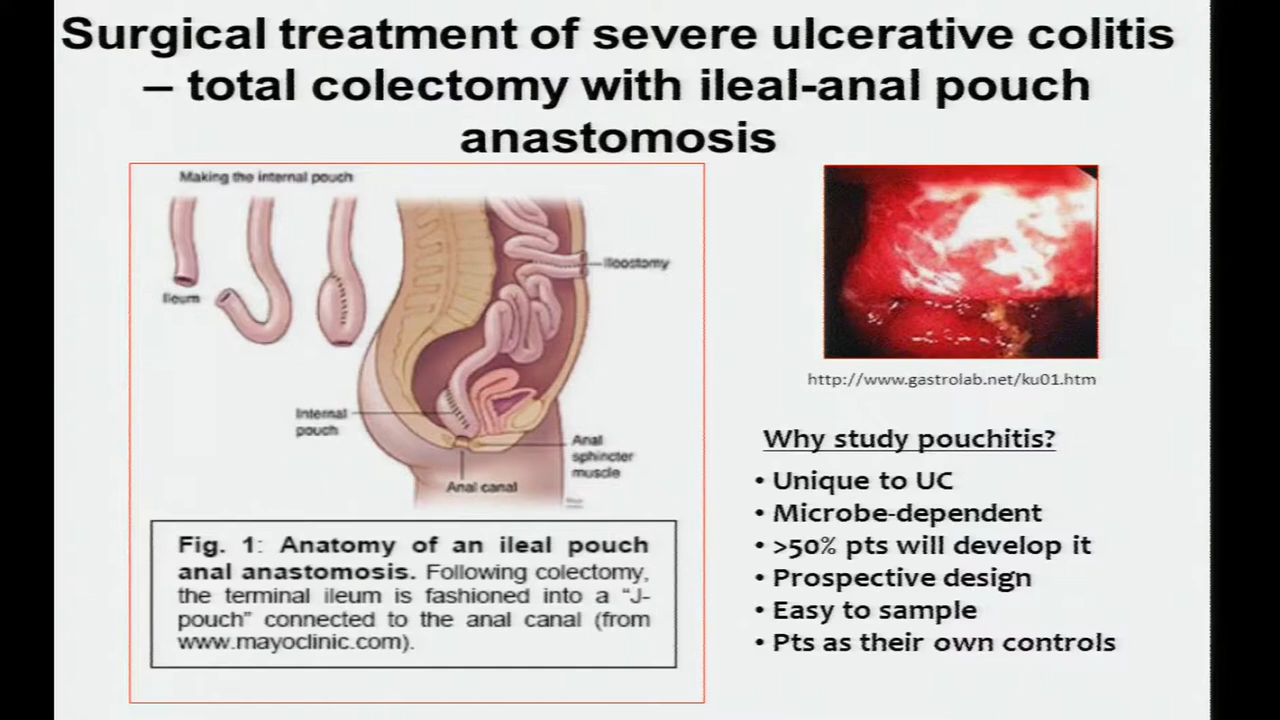 Surgical treatment of severe ulcerative colitis
– total colectomy with ileal-anal pouch
anastomosis
Making the internal pouch
Ileum
Ileostomy
Internal
pouch
Anal
sphincter
muscle
Anal canal
Fig. 1: Anatomy of an ileal pouch
anal anastomosis. Following colectomy,
the terminal ileum is fashioned into a “J-
pouch” connected to the anal canal (from
www.mayoclinic.com).
http://www.gastrolab.net/ku01.htm
Why study pouchitis?
• Unique to UC
• Microbe-dependent
• >50% pts will develop it
• Prospective design
• Easy to sample
• Pts as their own controls